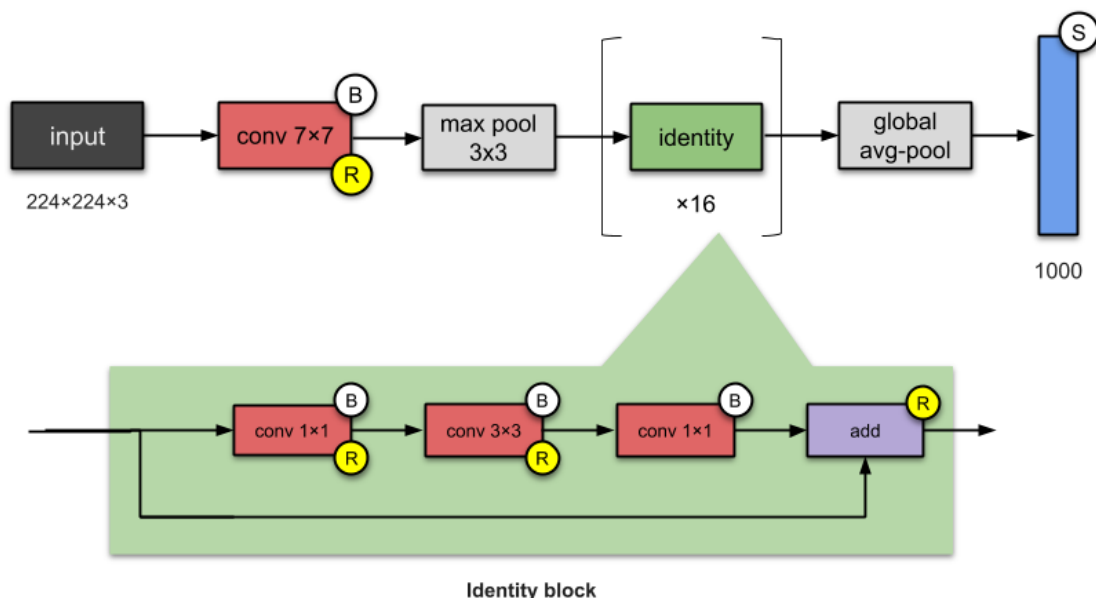 S
B
input
conv 7×7
max pool
3x3
identity
global
avg-pool
R
224×224×3
×16
1000
B
B
B
R
conv 1×1
conv 3×3
conv 1×1
add
R
R
Identity block